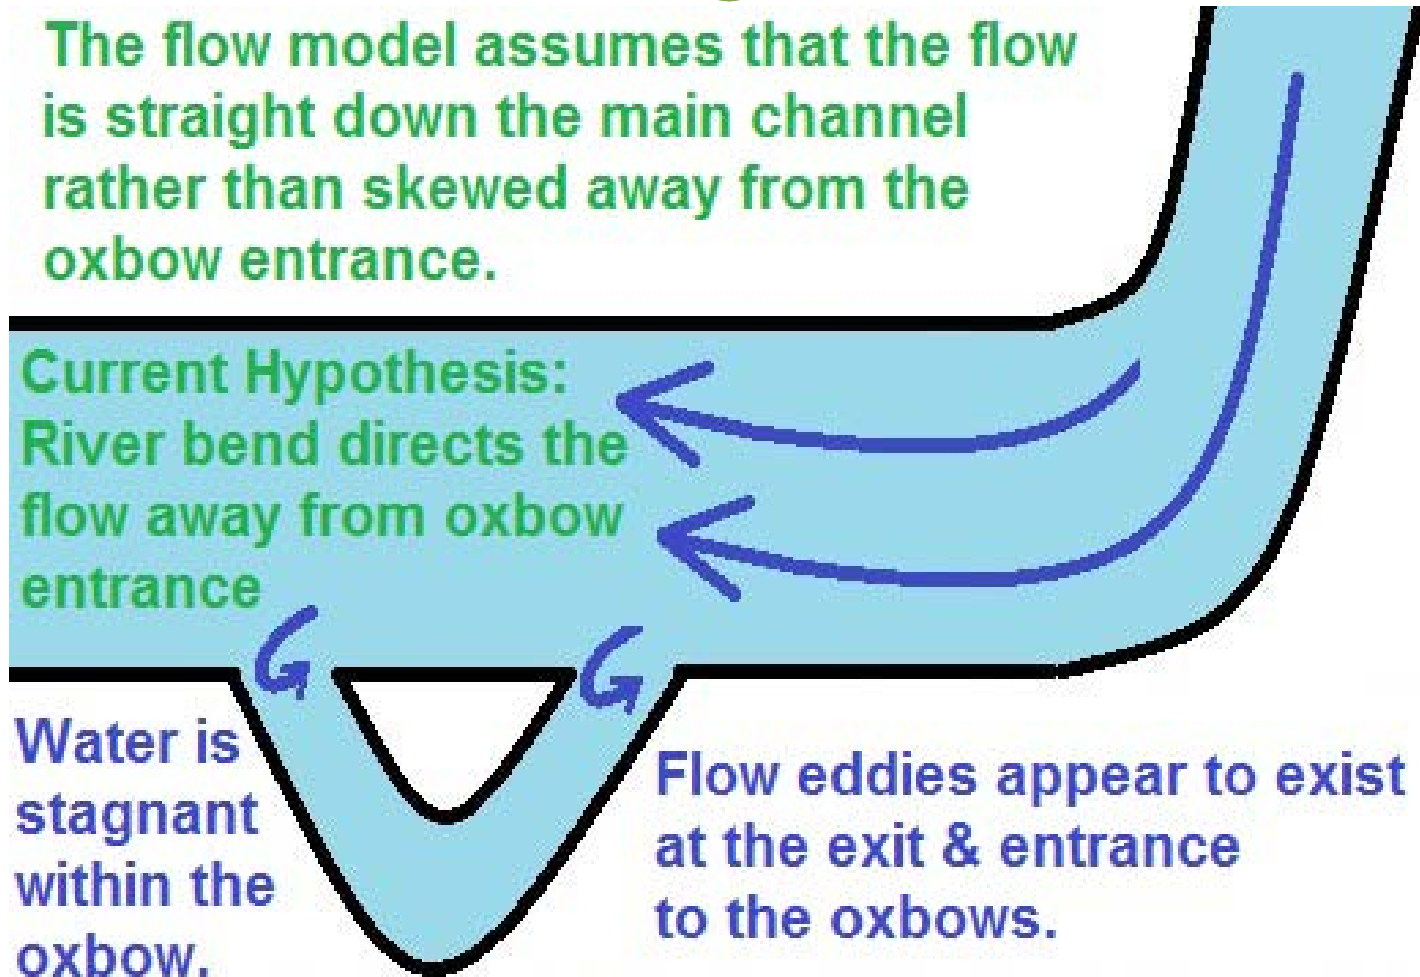 The flow model assumes that the flow
is straight down the main channel
rather than skewed away from the
oxbow entrance.
Current Hypothesis:
River bend directs the
flow away from oxbow
entrance
Water is
stagnant
within the
oxbow.
Flow eddies appear to exist
at the exit & entrance
to the oxbows.